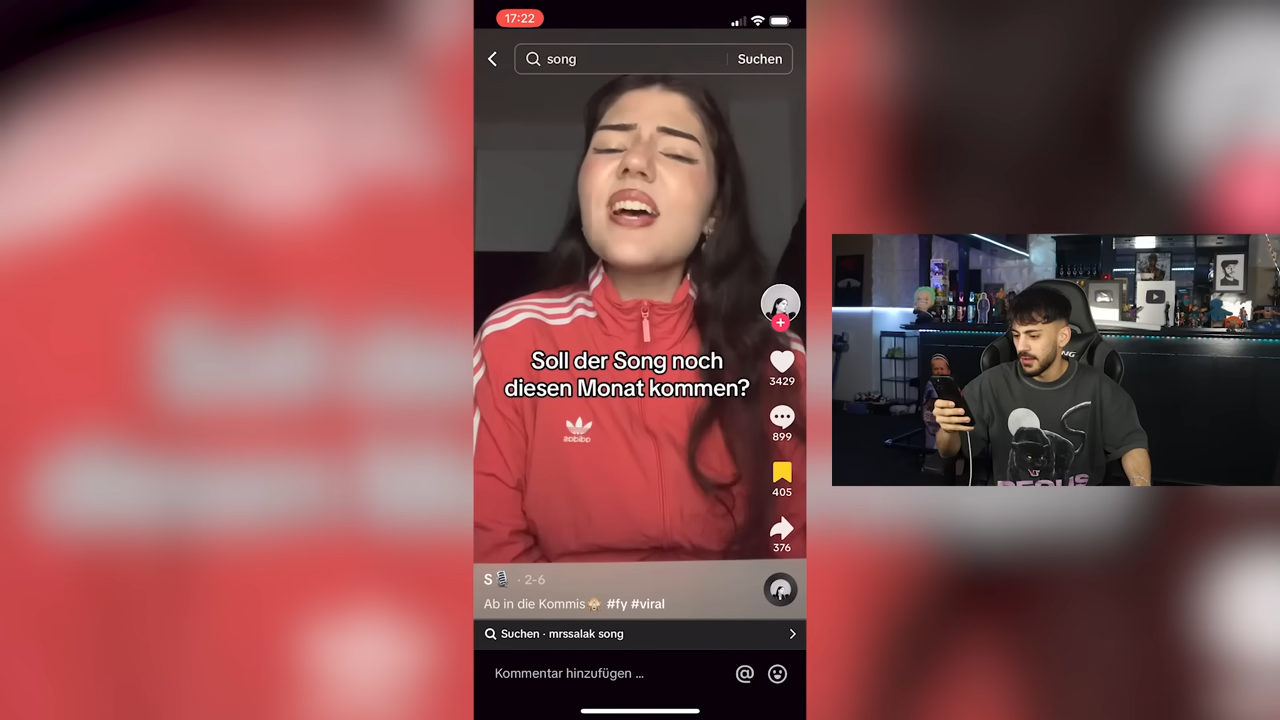 17:22
song
Suchen
Soll der Song noch
diesen Monat kommen?
3429
899
405
376
S🎙️ · 2-6
Ab in die Kommis🙈 #fy #viral
Suchen · mrssalak song
Kommentar hinzufügen ...